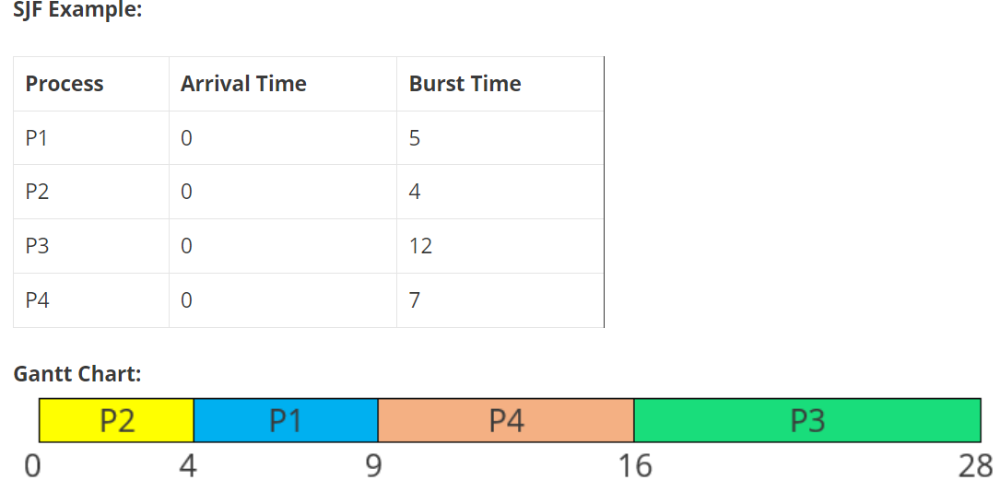 SJF Example:
Process Arrival Time Burst Time
P1 0 5
P2 0 4
P3 0 12
P4 0 7
Gantt Chart:
P2 P1 P4 P3
0 4 9 16 28